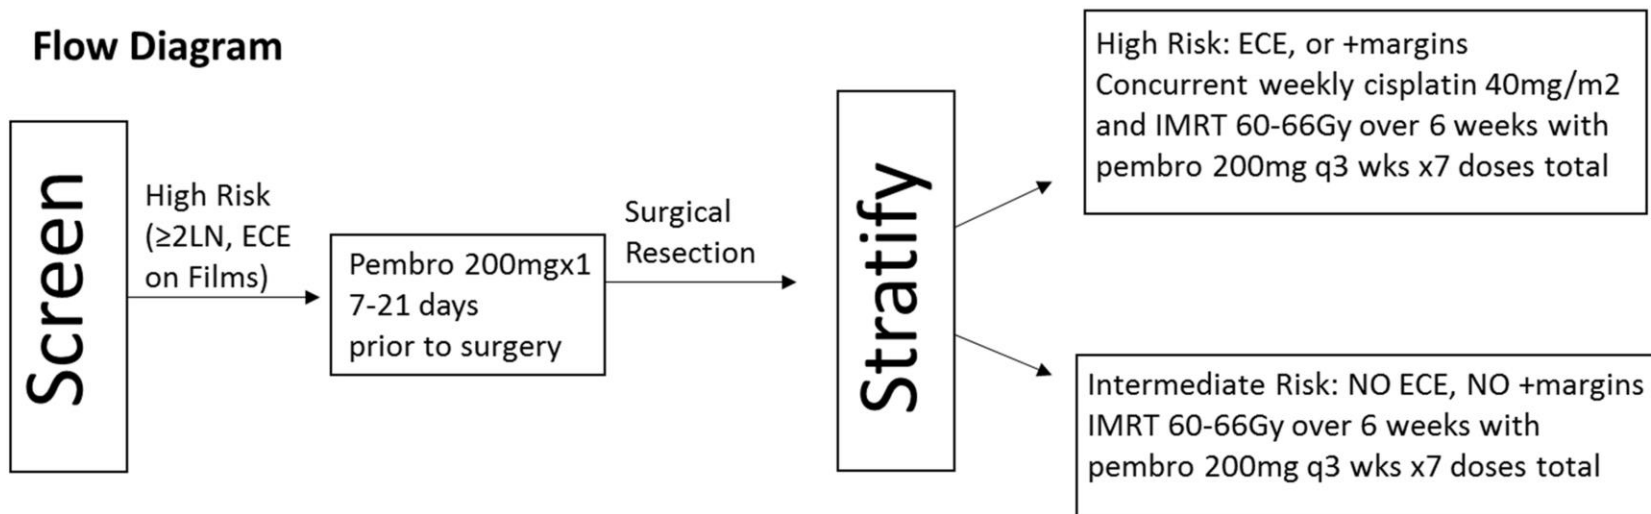 Flow Diagram
Screen
High Risk
(≥2LN, ECE
on Films)
Pembro 200mgx1
7-21 days
prior to surgery
Surgical
Resection
Stratify
High Risk: ECE, or +margins
Concurrent weekly cisplatin 40mg/m2
and IMRT 60-66Gy over 6 weeks with
pembro 200mg q3 wks x7 doses total
Intermediate Risk: NO ECE, NO +margins
IMRT 60-66Gy over 6 weeks with
pembro 200mg q3 wks x7 doses total